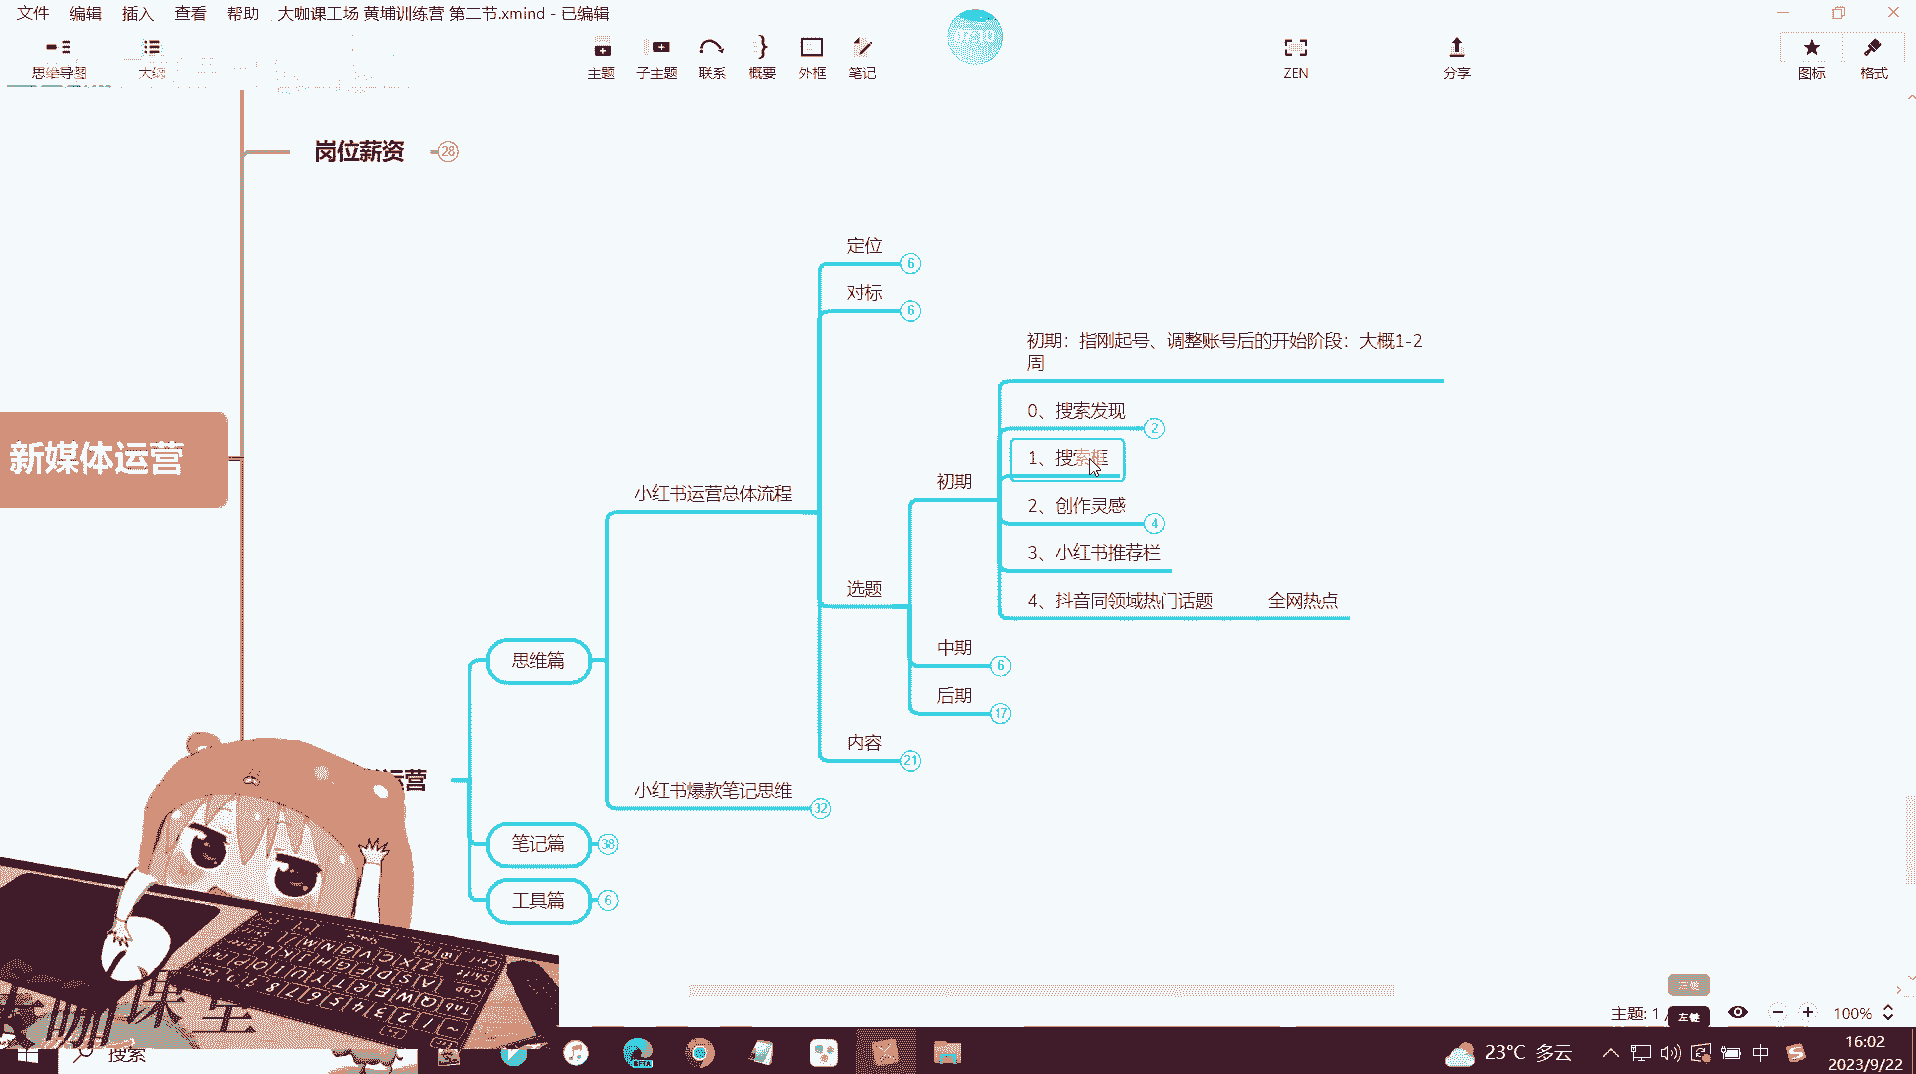 文件 编辑 插入 查看 帮助 大咖课工场 黄埔训练营 第二节.xmind - 已编辑
思维导图 大纲 主题 子主题 联系 概要 外框 笔记 ZEN 分享 图标 格式
岗位薪资 28
定位 6
对标 6
初期：指刚起号、调整账号后的开始阶段：大概1-2
周
0、搜索发现 2
1、搜索框
新媒体运营
初期
小红书运营总体流程
2、创作灵感 4
3、小红书推荐栏
选题
4、抖音同领域热门话题 全网热点
中期 6
思维篇
后期 17
内容 21
运营
小红书爆款笔记思维 32
笔记篇 38
工具篇 6
左键
主题: 1 /
左键
100%
咖课堂
搜索
23°C 多云
中
16:02
2023/9/22